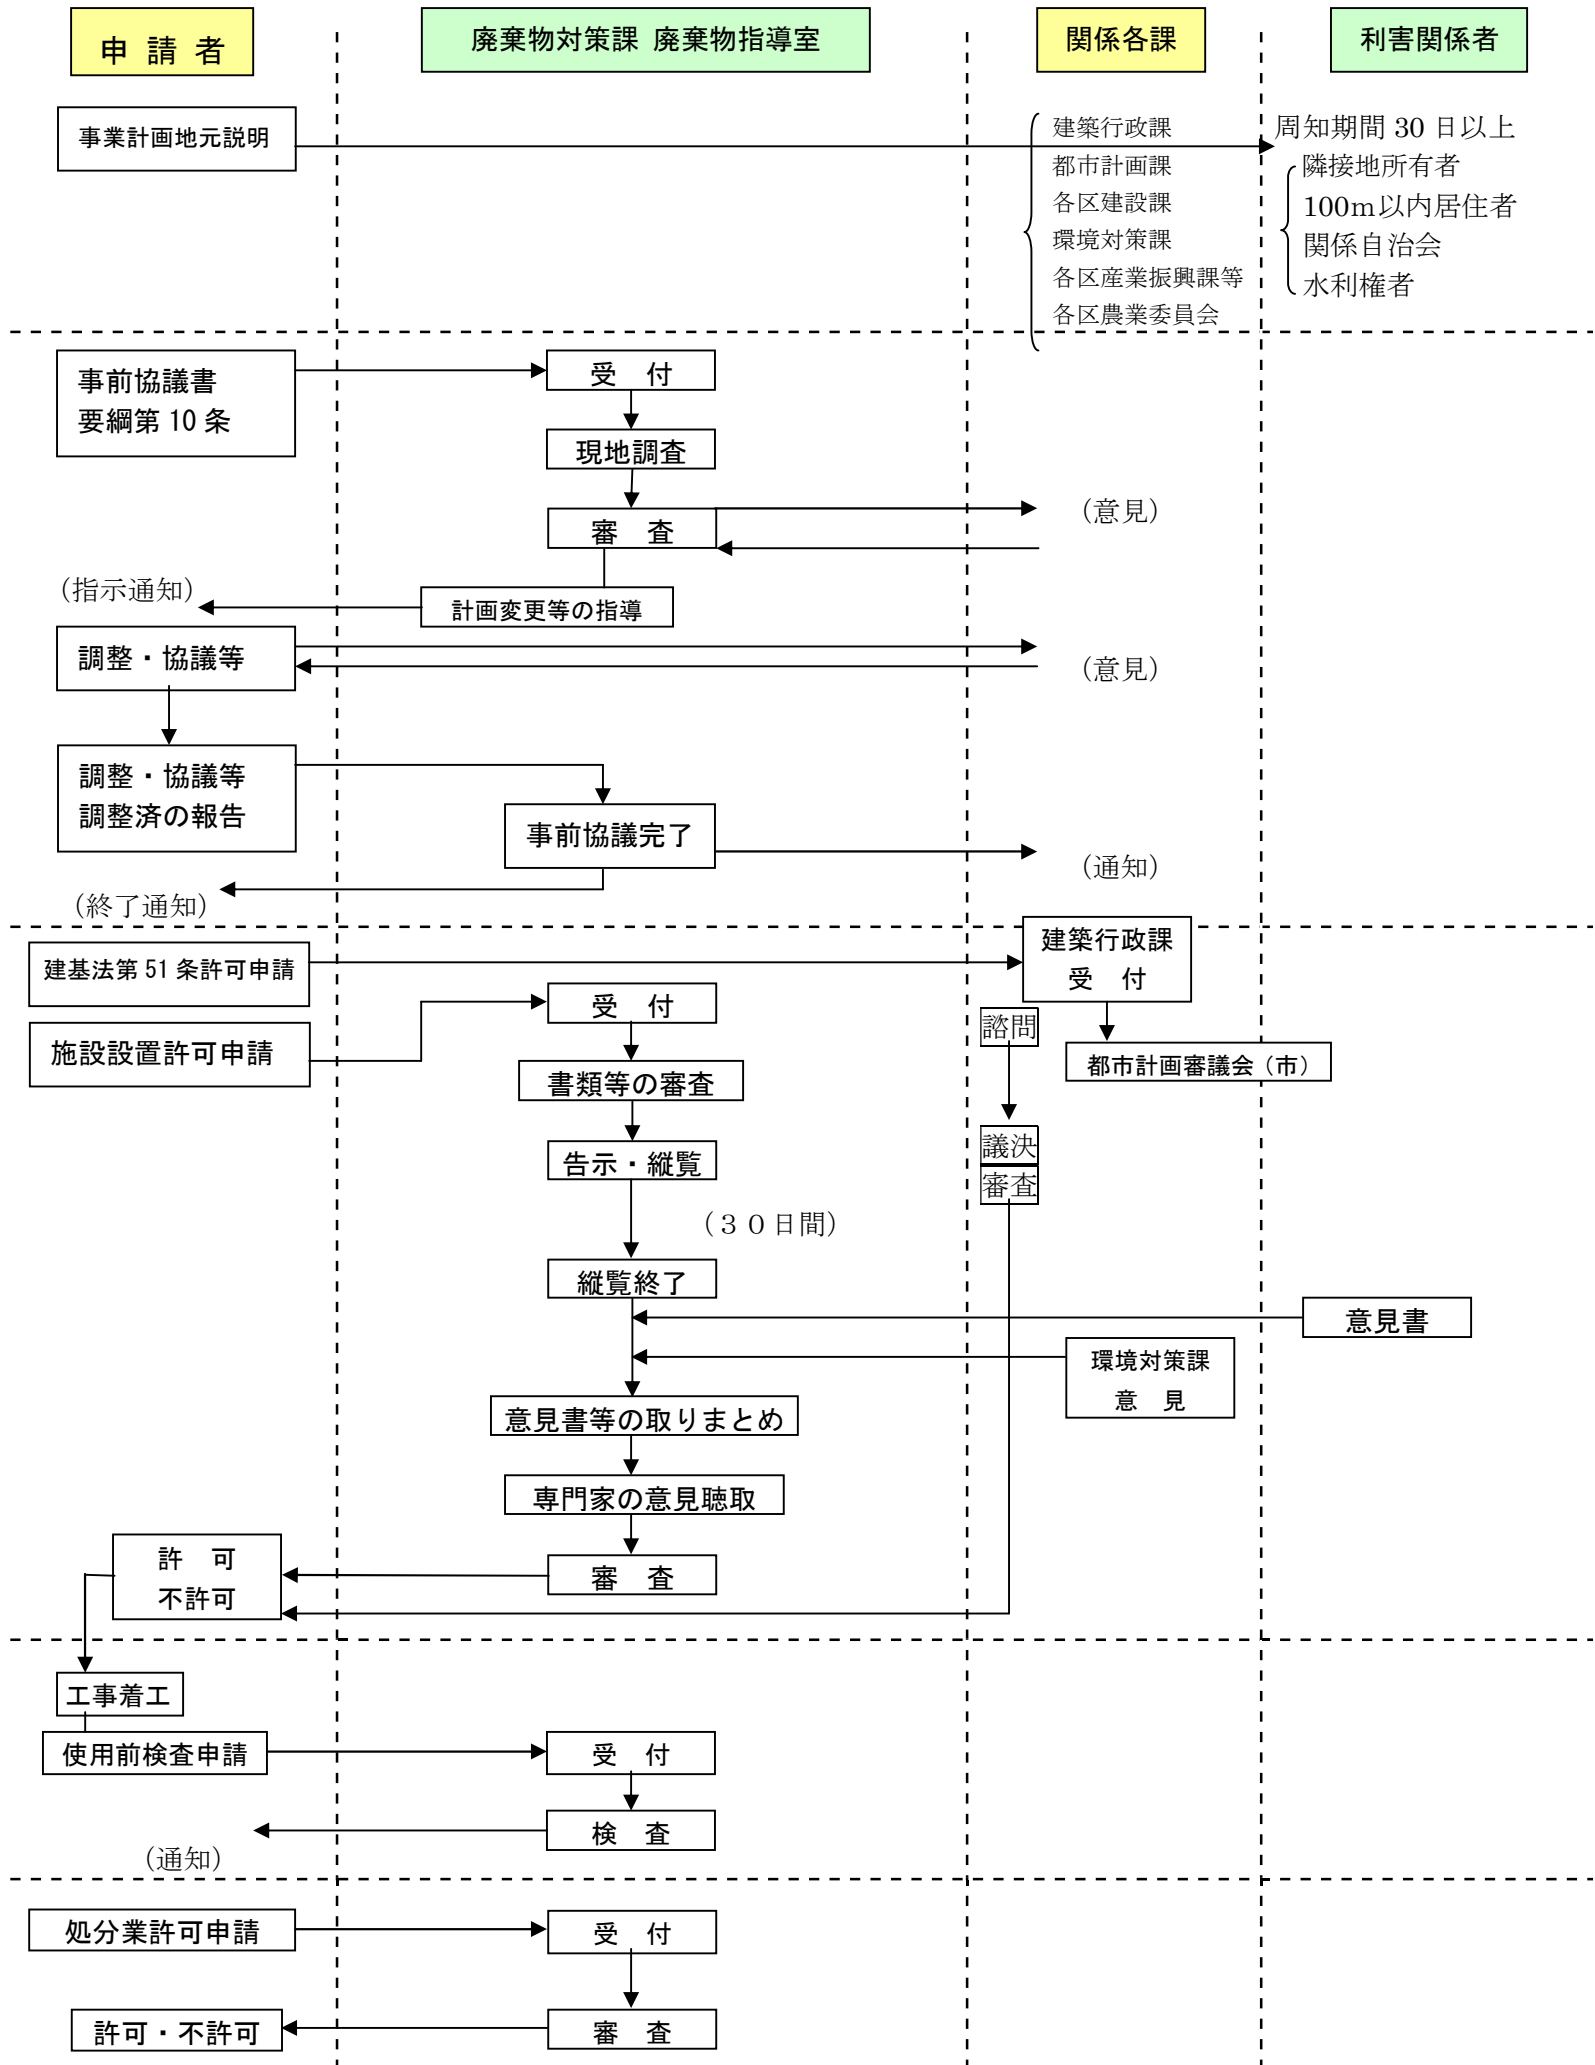 申 請 者
廃棄物対策課 廃棄物指導室
関係各課
利害関係者
事業計画地元説明
建築行政課
都市計画課
各区建設課
環境対策課
各区産業振興課等
各区農業委員会
周知期間 30 日以上
隣接地所有者
100m以内居住者
関係自治会
水利権者
事前協議書
要綱第 10 条
受 付
現地調査
審 査
(意見)
(指示通知)
計画変更等の指導
調整・協議等
(意見)
調整・協議等
調整済の報告
事前協議完了
(通知)
(終了通知)
建基法第 51 条許可申請
建築行政課
受 付
施設設置許可申請
受 付
諮問
都市計画審議会(市)
書類等の審査
告示・縦覧
議決
審査
(３０日間)
縦覧終了
意見書
環境対策課
意 見
意見書等の取りまとめ
専門家の意見聴取
許 可
不許可
審 査
工事着工
使用前検査申請
受 付
検 査
(通知)
処分業許可申請
受 付
許可・不許可
審 査